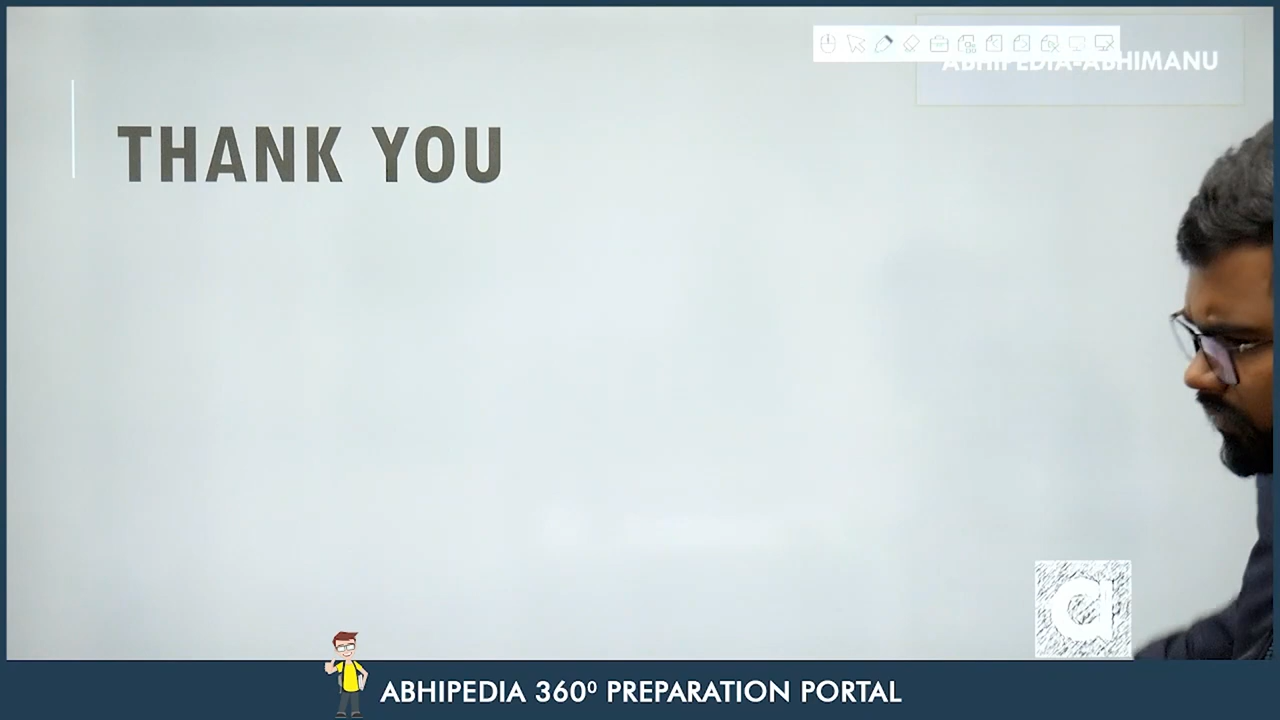 ABHIPEDIA-ABHIMANU
THANK YOU
a
ABHIPEDIA 360⁰ PREPARATION PORTAL